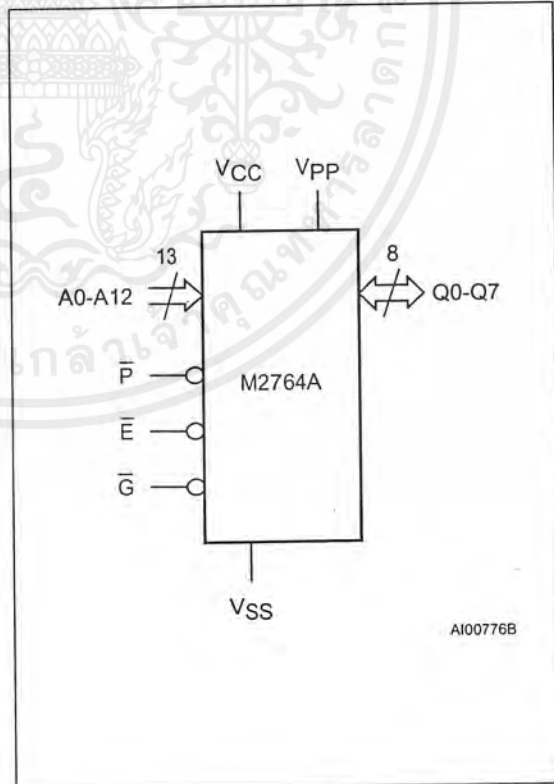 VCC VPP
13
8
A0-A12
Q0-Q7
P̅
M2764A
E̅
G̅
VSS
AI00776B